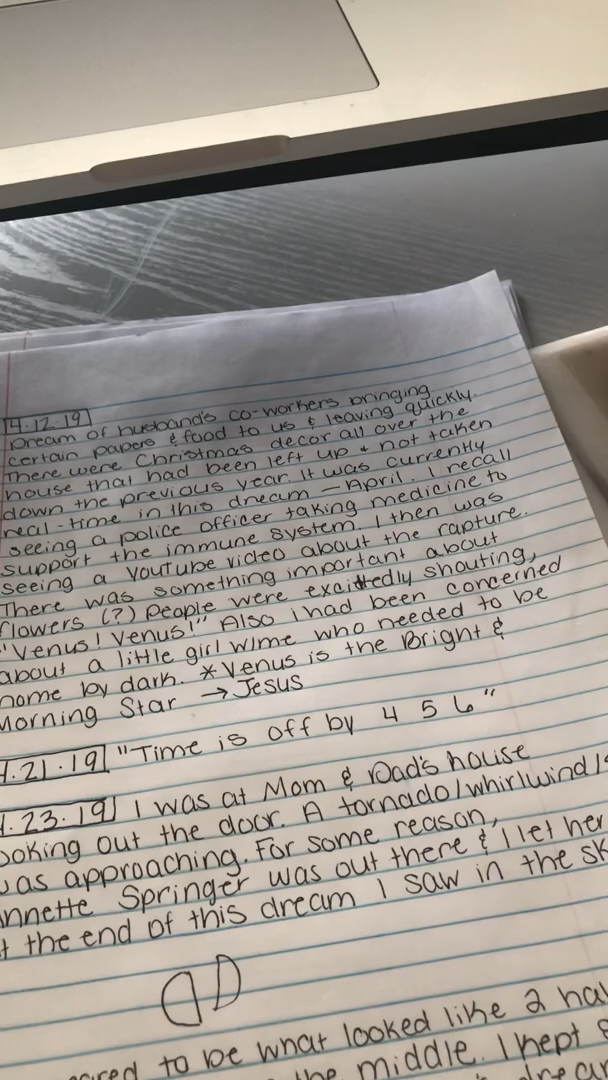 4.12.19
Dream of husband's co-workers bringing
certain papers & food to us & leaving quickly.
There were Christmas decor all over the
house that had been left up & not taken
down the previous year. It was currently
real-time in this dream — April. I recall
seeing a police officer taking medicine to
support the immune system. I then was
seeing a YouTube video about the rapture.
There was something important about
flowers (?) People were excitedly shouting,
"Venus! Venus!" Also i had been concerned
about a little girl w/me who needed to be
home by dark. *Venus is the Bright &
Morning Star → Jesus
4.21.19 "Time is off by 4 5 6"
4.23.19 I was at Mom & Dad's house
ooking out the door. A tornado/whirlwind/
was approaching. For some reason,
nnette Springer was out there & I let her
t the end of this dream I saw in the sk
ared to be what looked like 2 hal
the middle. I kept